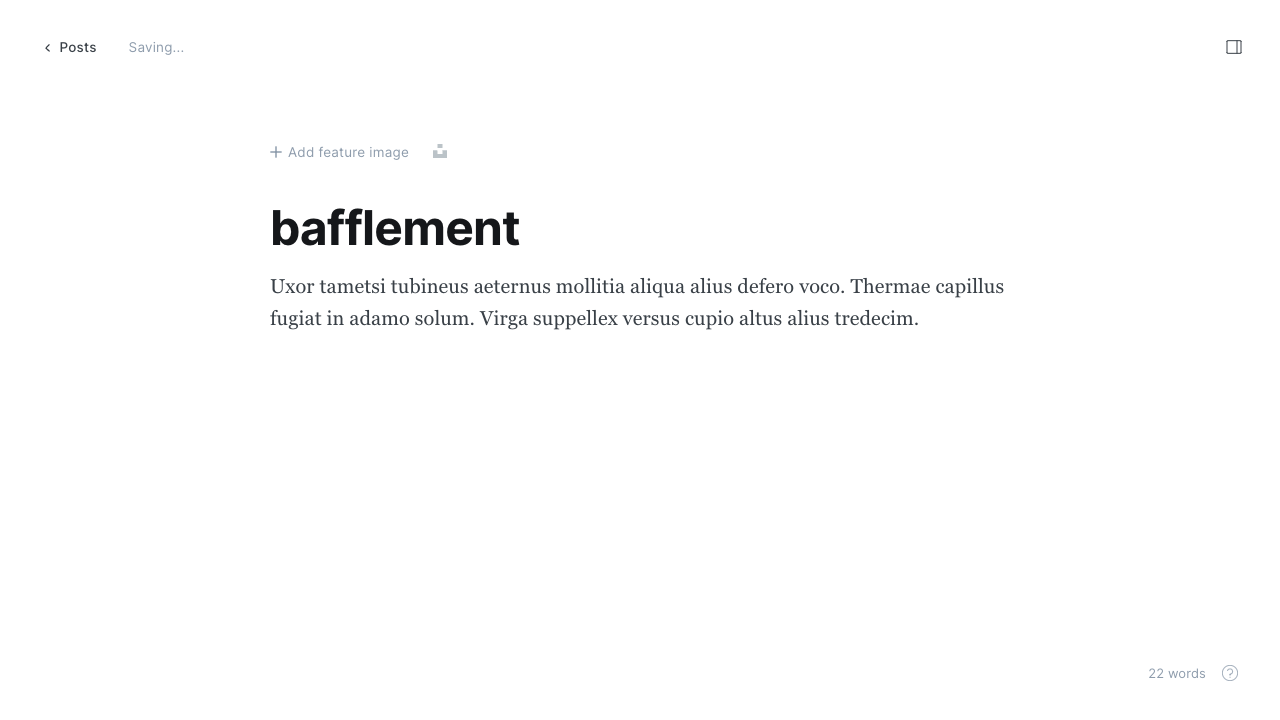 Posts
Saving...
Add feature image
bafflement
Uxor tametsi tubineus aeternus mollitia aliqua alius defero voco. Thermae capillus
fugiat in adamo solum. Virga suppellex versus cupio altus alius tredecim.
22 words